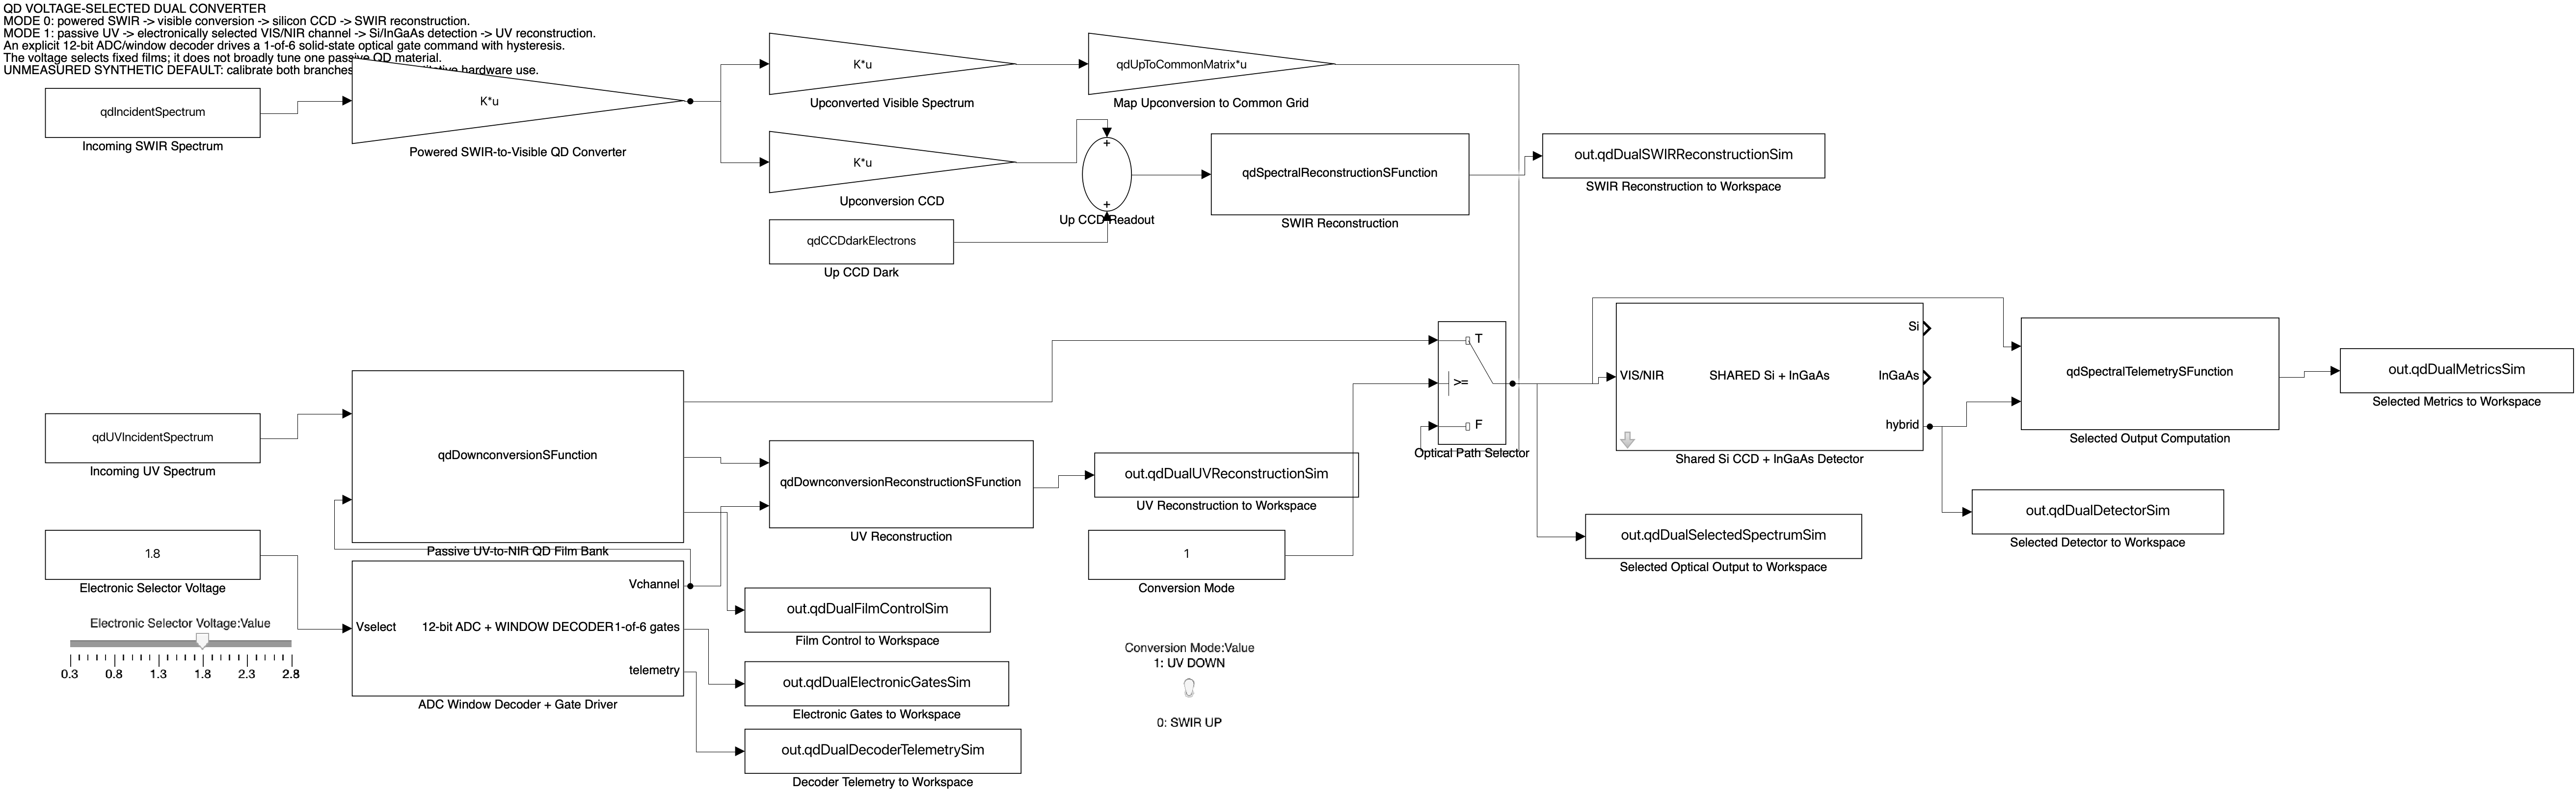 QD VOLTAGE-SELECTED DUAL CONVERTER
MODE 0: powered SWIR -> visible conversion -> silicon CCD -> SWIR reconstruction.
MODE 1: passive UV -> electronically selected VIS/NIR channel -> Si/InGaAs detection -> UV reconstruction.
An explicit 12-bit ADC/window decoder drives a 1-of-6 solid-state optical gate command with hysteresis.
The voltage selects fixed films; it does not broadly tune one passive QD material.
UNMEASURED SYNTHETIC DEFAULT: calibrate both branches hardware use.
qdIncidentSpectrum
Incoming SWIR Spectrum
K*u
Powered SWIR-to-Visible QD Converter
K*u
Upconverted Visible Spectrum
qdUpToCommonMatrix*u
Map Upconversion to Common Grid
K*u
Upconversion CCD
+
+
Up CCD Readout
qdCCDdarkElectrons
Up CCD Dark
qdSpectralReconstructionSFunction
SWIR Reconstruction
out.qdDualSWIRReconstructionSim
SWIR Reconstruction to Workspace
qdUVIncidentSpectrum
Incoming UV Spectrum
qdDownconversionSFunction
Passive UV-to-NIR QD Film Bank
1.8
Electronic Selector Voltage
Electronic Selector Voltage:Value
0.3 0.8 1.3 1.8 2.3 2.8
Vselect
12-bit ADC + WINDOW DECODER
Vchannel
1-of-6 gates
telemetry
ADC Window Decoder + Gate Driver
qdDownconversionReconstructionSFunction
UV Reconstruction
out.qdDualUVReconstructionSim
UV Reconstruction to Workspace
out.qdDualFilmControlSim
Film Control to Workspace
out.qdDualElectronicGatesSim
Electronic Gates to Workspace
out.qdDualDecoderTelemetrySim
Decoder Telemetry to Workspace
1
Conversion Mode
Conversion Mode:Value
1: UV DOWN
0: SWIR UP
T
>=
F
Optical Path Selector
VIS/NIR
SHARED Si + InGaAs
Si
InGaAs
hybrid
Shared Si CCD + InGaAs Detector
out.qdDualSelectedSpectrumSim
Selected Optical Output to Workspace
qdSpectralTelemetrySFunction
Selected Output Computation
out.qdDualMetricsSim
Selected Metrics to Workspace
out.qdDualDetectorSim
Selected Detector to Workspace